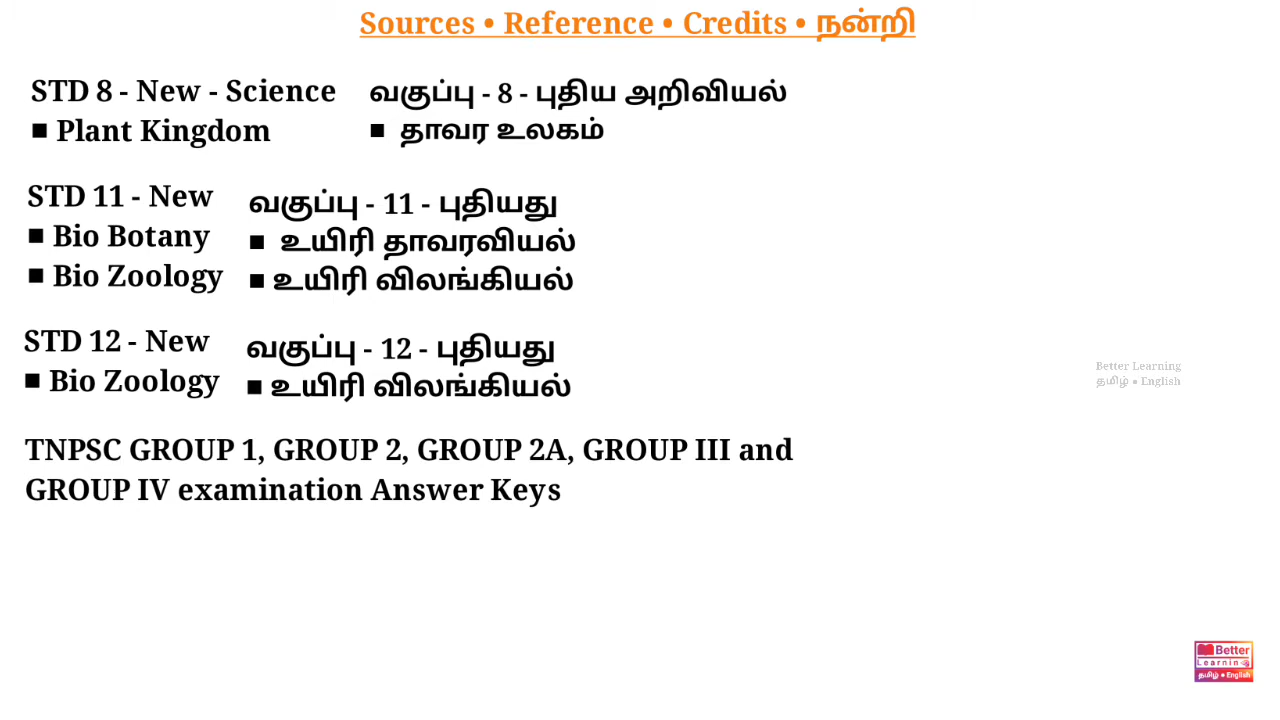 Sources • Reference • Credits • நன்றி
STD 8 - New - Science
■ Plant Kingdom
வகுப்பு - 8 - புதிய அறிவியல்
■ தாவர உலகம்
STD 11 - New
■ Bio Botany
■ Bio Zoology
வகுப்பு - 11 - புதியது
■ உயிரி தாவரவியல்
■ உயிரி விலங்கியல்
STD 12 - New
■ Bio Zoology
வகுப்பு - 12 - புதியது
■ உயிரி விலங்கியல்
Better Learning
தமிழ் ● English
TNPSC GROUP 1, GROUP 2, GROUP 2A, GROUP III and
GROUP IV examination Answer Keys
Better
Learning
தமிழ் ● English